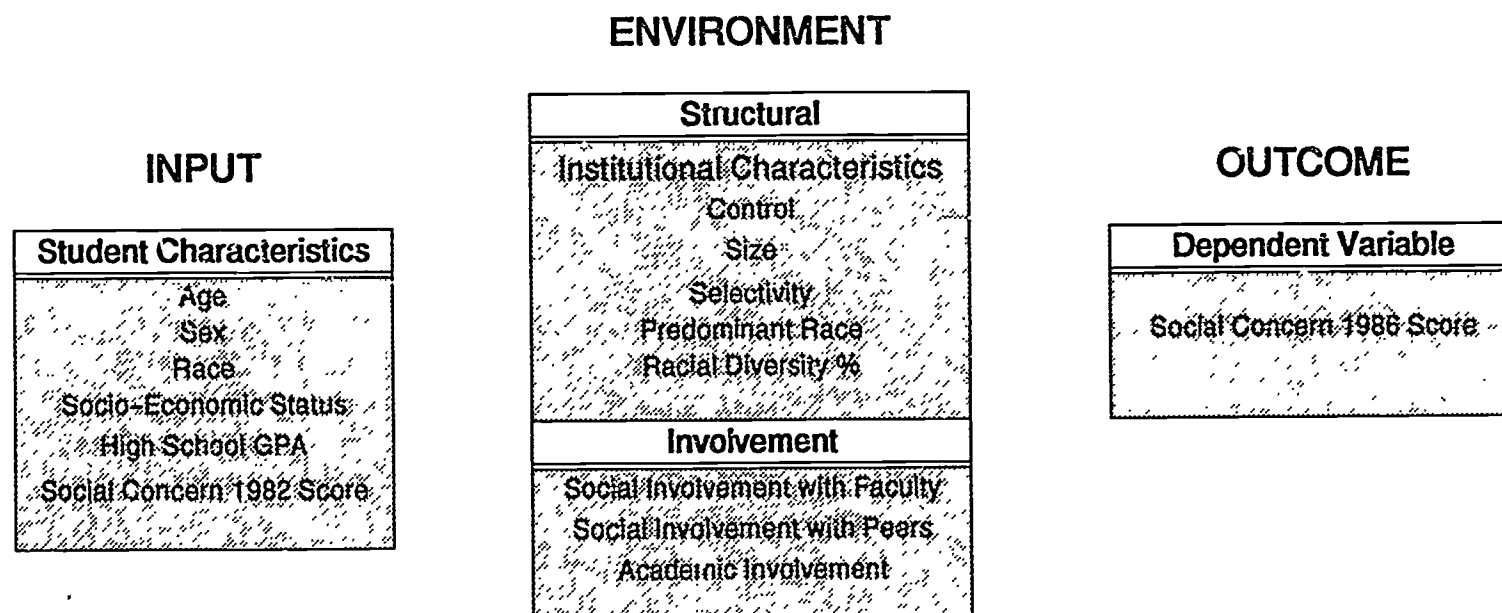 ENVIRONMENT
INPUT
Student Characteristics
Age
Sex
Race
Socio-Economic Status
High School GPA
Social Concern 1982 Score
Structural
Institutional Characteristics
Control
Size
Selectivity
Predominant Race
Racial Diversity %
Involvement
Social Involvement with Faculty
Social Involvement with Peers
Academic Involvement
OUTCOME
Dependent Variable
Social Concern 1986 Score